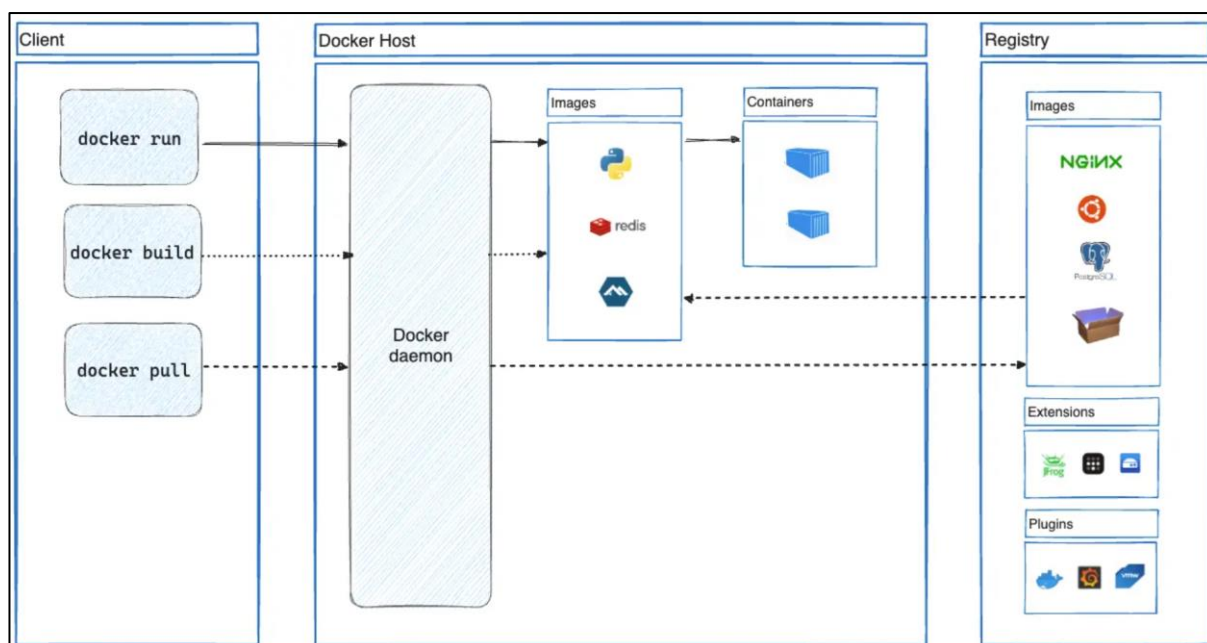 Client
docker run
docker build
docker pull
Docker Host
Docker
daemon
Images
redis
Containers
Registry
Images
NGINX
PostgreSQL
Extensions
JFrog
Plugins
vmw